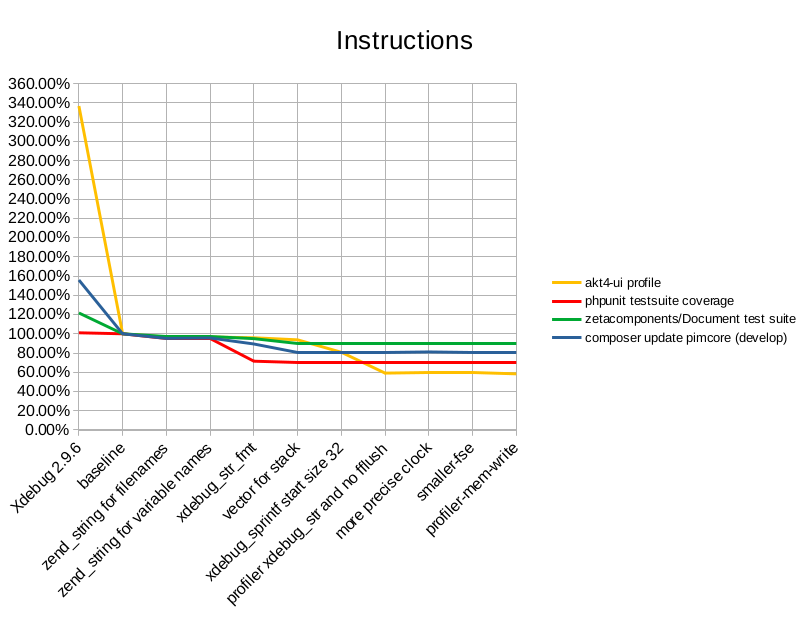 Instructions
360.00%
340.00%
320.00%
300.00%
280.00%
260.00%
240.00%
220.00%
200.00%
180.00%
160.00%
140.00%
120.00%
100.00%
80.00%
60.00%
40.00%
20.00%
0.00%
Xdebug 2.9.6
baseline
zend_string for filenames
zend_string for variable names
xdebug_str_fmt
vector for stack
xdebug_sprintf start size 32
profiler xdebug_str and no fflush
more precise clock
smaller-fse
profiler-mem-write
akt4-ui profile
phpunit testsuite coverage
zetacomponents/Document test suite
composer update pimcore (develop)